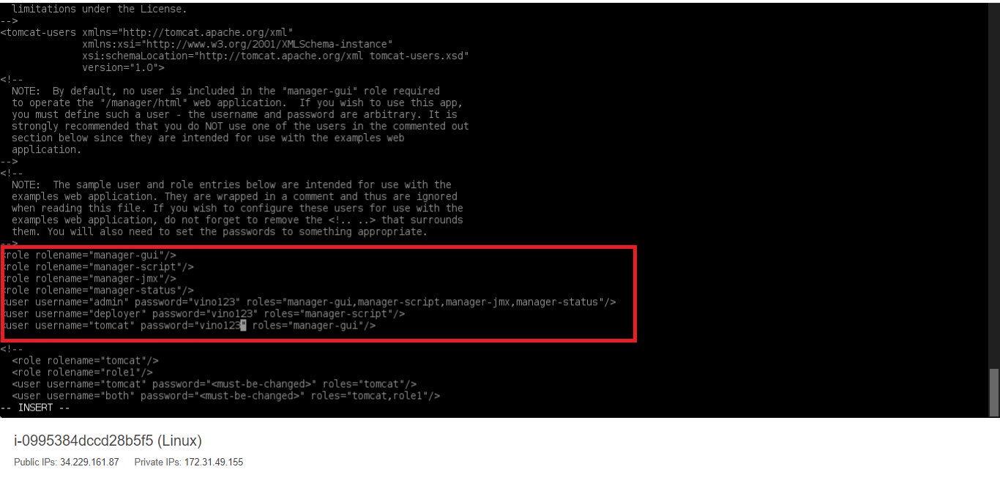 limitations under the License.
-->
<tomcat-users xmlns="http://tomcat.apache.org/xml"
xmlns:xsi="http://www.w3.org/2001/XMLSchema-instance"
xsi:schemaLocation="http://tomcat.apache.org/xml tomcat-users.xsd"
version="1.0">
<!--
NOTE:  By default, no user is included in the "manager-gui" role required
to operate the "/manager/html" web application.  If you wish to use this app,
you must define such a user - the username and password are arbitrary. It is
strongly recommended that you do NOT use one of the users in the commented out
section below since they are intended for use with the examples web
application.
-->
<!--
NOTE:  The sample user and role entries below are intended for use with the
examples web application. They are wrapped in a comment and thus are ignored
when reading this file. If you wish to configure these users for use with the
examples web application, do not forget to remove the <!.. ..> that surrounds
them. You will also need to set the passwords to something appropriate.
-->
<role rolename="manager-gui"/>
<role rolename="manager-script"/>
<role rolename="manager-jmx"/>
<role rolename="manager-status"/>
<user username="admin" password="vino123" roles="manager-gui,manager-script,manager-jmx,manager-status"/>
<user username="deployer" password="vino123" roles="manager-script"/>
<user username="tomcat" password="vino123" roles="manager-gui"/>
<!--
<role rolename="tomcat"/>
<role rolename="role1"/>
<user username="tomcat" password="<must-be-changed>" roles="tomcat"/>
<user username="both" password="<must-be-changed>" roles="tomcat,role1"/>
-- INSERT --
i-0995384dccd28b5f5 (Linux)
Public IPs: 34.229.161.87 Private IPs: 172.31.49.155